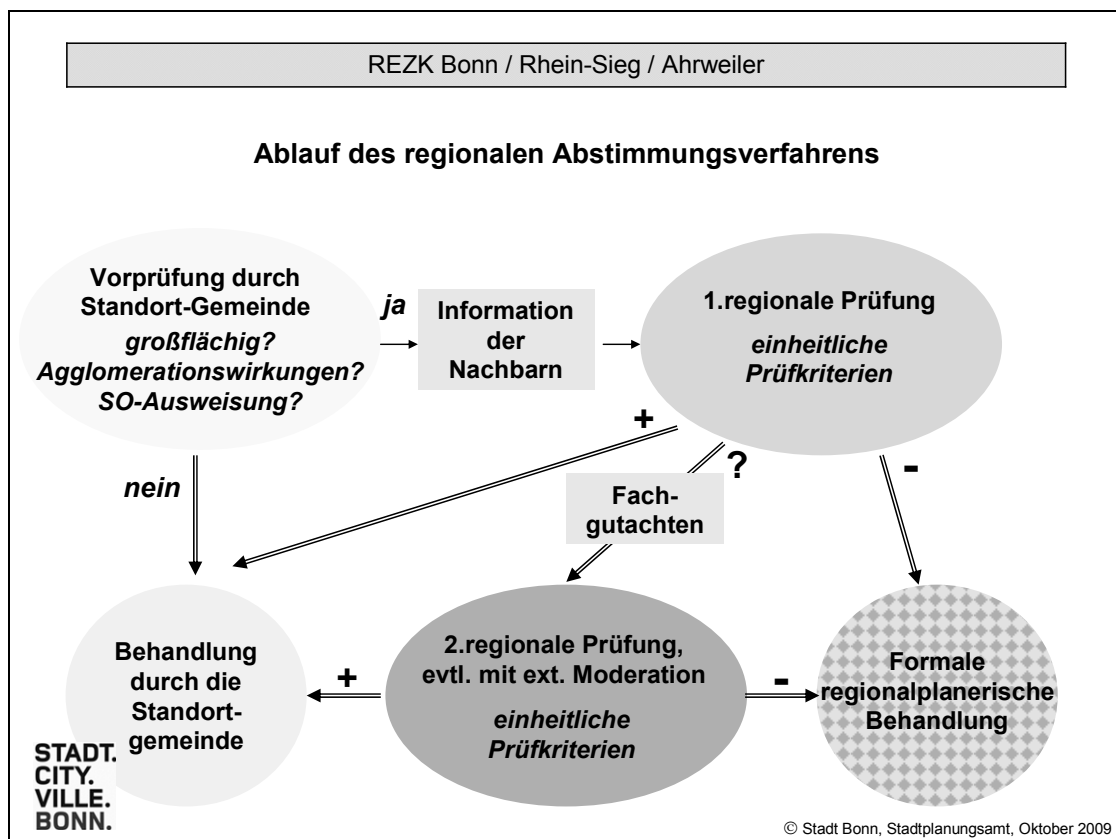 REZK Bonn / Rhein-Sieg / Ahrweiler
Ablauf des regionalen Abstimmungsverfahrens
Vorprüfung durch
Standort-Gemeinde
großflächig?
Agglomerationswirkungen?
SO-Ausweisung?
ja
Information
der
Nachbarn
1.regionale Prüfung
einheitliche
Prüfkriterien
nein
+
?
-
Fach-
gutachten
Behandlung
durch die
Standort-
gemeinde
+
2.regionale Prüfung,
evtl. mit ext. Moderation
einheitliche
Prüfkriterien
-
Formale
regionalplanerische
Behandlung
STADT.
CITY.
VILLE.
BONN.
© Stadt Bonn, Stadtplanungsamt, Oktober 2009